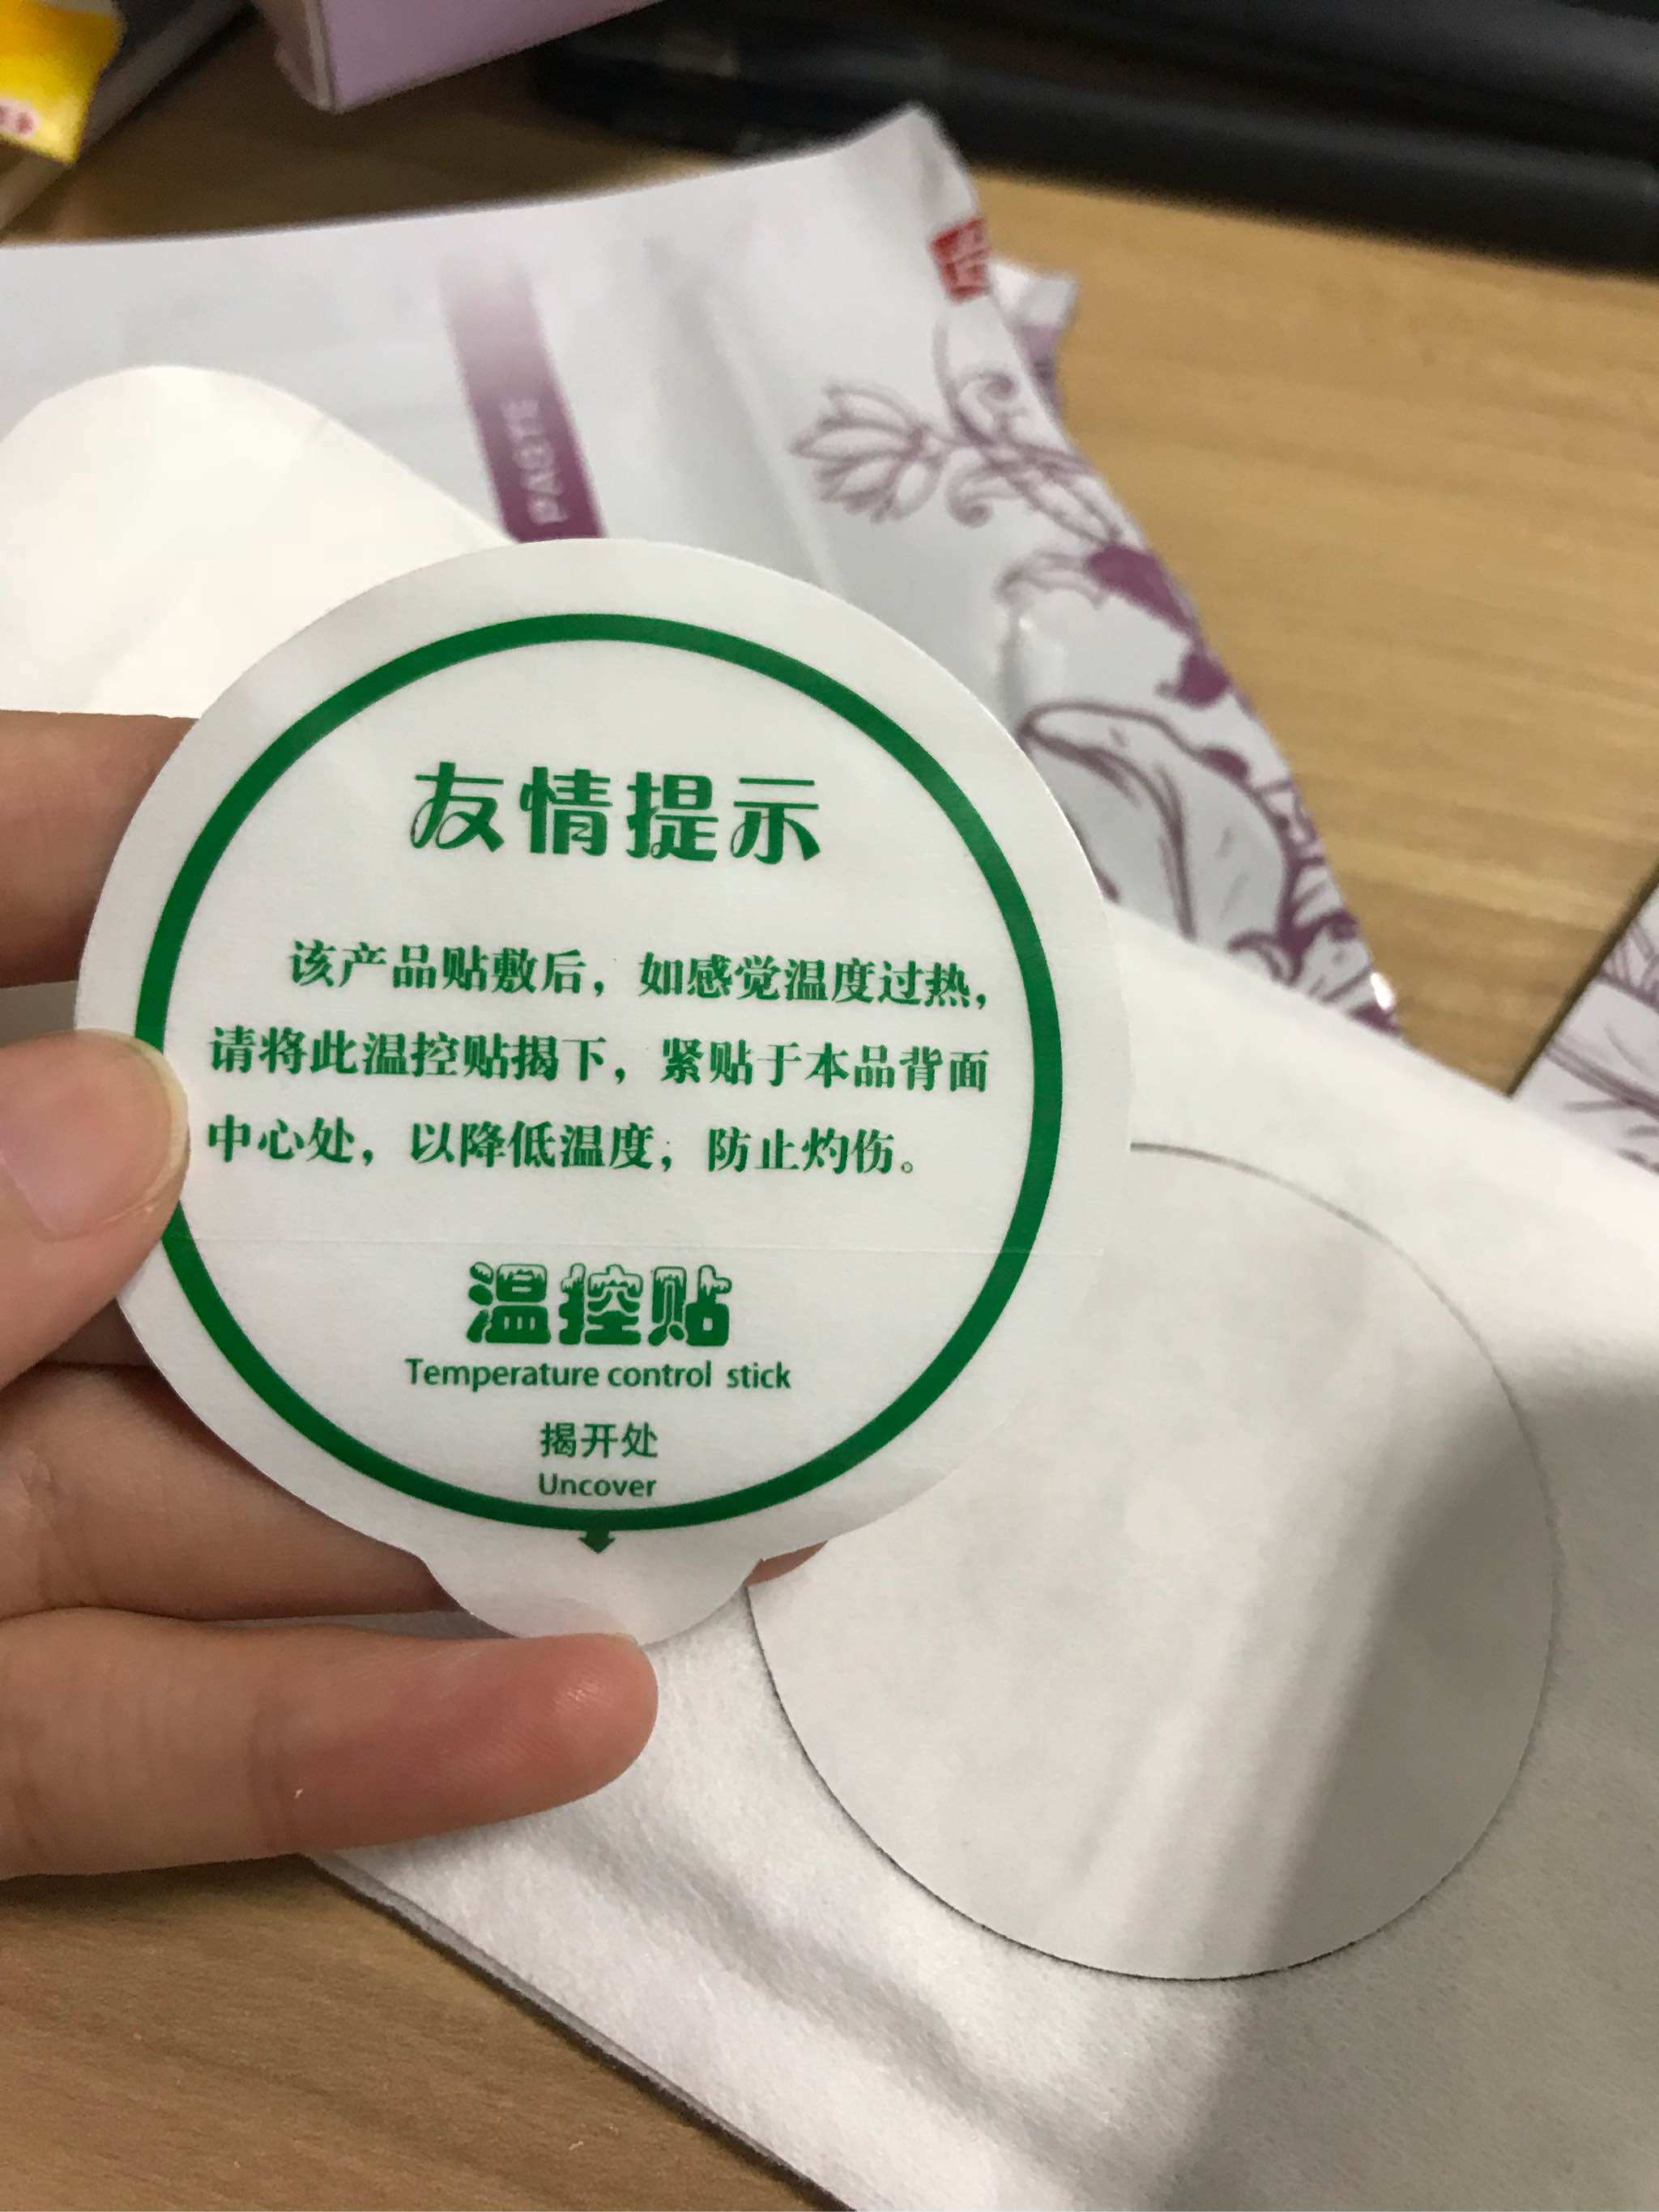 友情提示
该产品贴敷后，如感觉温度过热，
请将此温控贴揭下，紧贴于本品背面
中心处，以降低温度，防止灼伤。
温控贴
Temperature control stick
揭开处
Uncover
PASTE